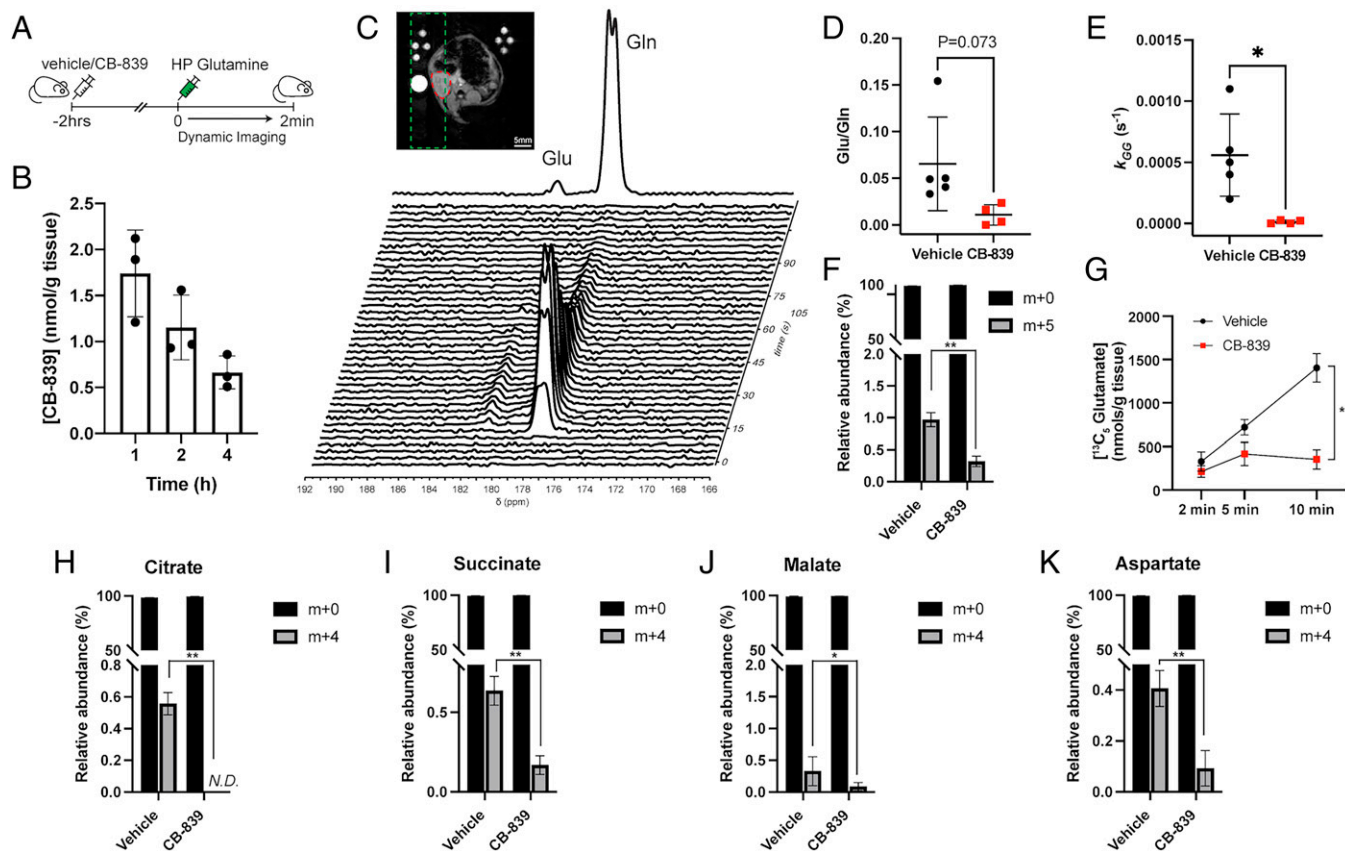 A
vehicle/CB-839
HP Glutamine
-2hrs
0
2min
Dynamic Imaging
B
[CB-839] (nmol/g tissue)
2.5
2.0
1.5
1.0
0.5
0.0
1 2 4
Time (h)
C
5mm
Glu
Gln
0
15
30
45
60
75
90
105
time (s)
192 190 188 186 184 182 180 178 176 174 172 170 168 166
δ (ppm)
D
Glu/Gln
0.20
0.15
0.10
0.05
0.00
P=0.073
Vehicle CB-839
E
k_GG (s⁻¹)
0.0015
0.0010
0.0005
0.0000
*
Vehicle CB-839
F
Relative abundance (%)
100
50
2.0
1.5
1.0
0.5
0.0
**
m+0
m+5
Vehicle
CB-839
G
[¹³C₅ Glutamate]
(nmols/g tissue)
2000
1500
1000
500
0
Vehicle
CB-839
*
2 min 5 min 10 min
H
Citrate
Relative abundance (%)
100
50
0.8
0.6
0.4
0.2
0.0
**
N.D.
m+0
m+4
Vehicle
CB-839
I
Succinate
Relative abundance (%)
100
50
0.5
0.0
**
m+0
m+4
Vehicle
CB-839
J
Malate
Relative abundance (%)
100
50
2.0
1.5
1.0
0.5
0.0
*
m+0
m+4
Vehicle
CB-839
K
Aspartate
Relative abundance (%)
100
50
0.4
0.2
0.0
**
m+0
m+4
Vehicle
CB-839